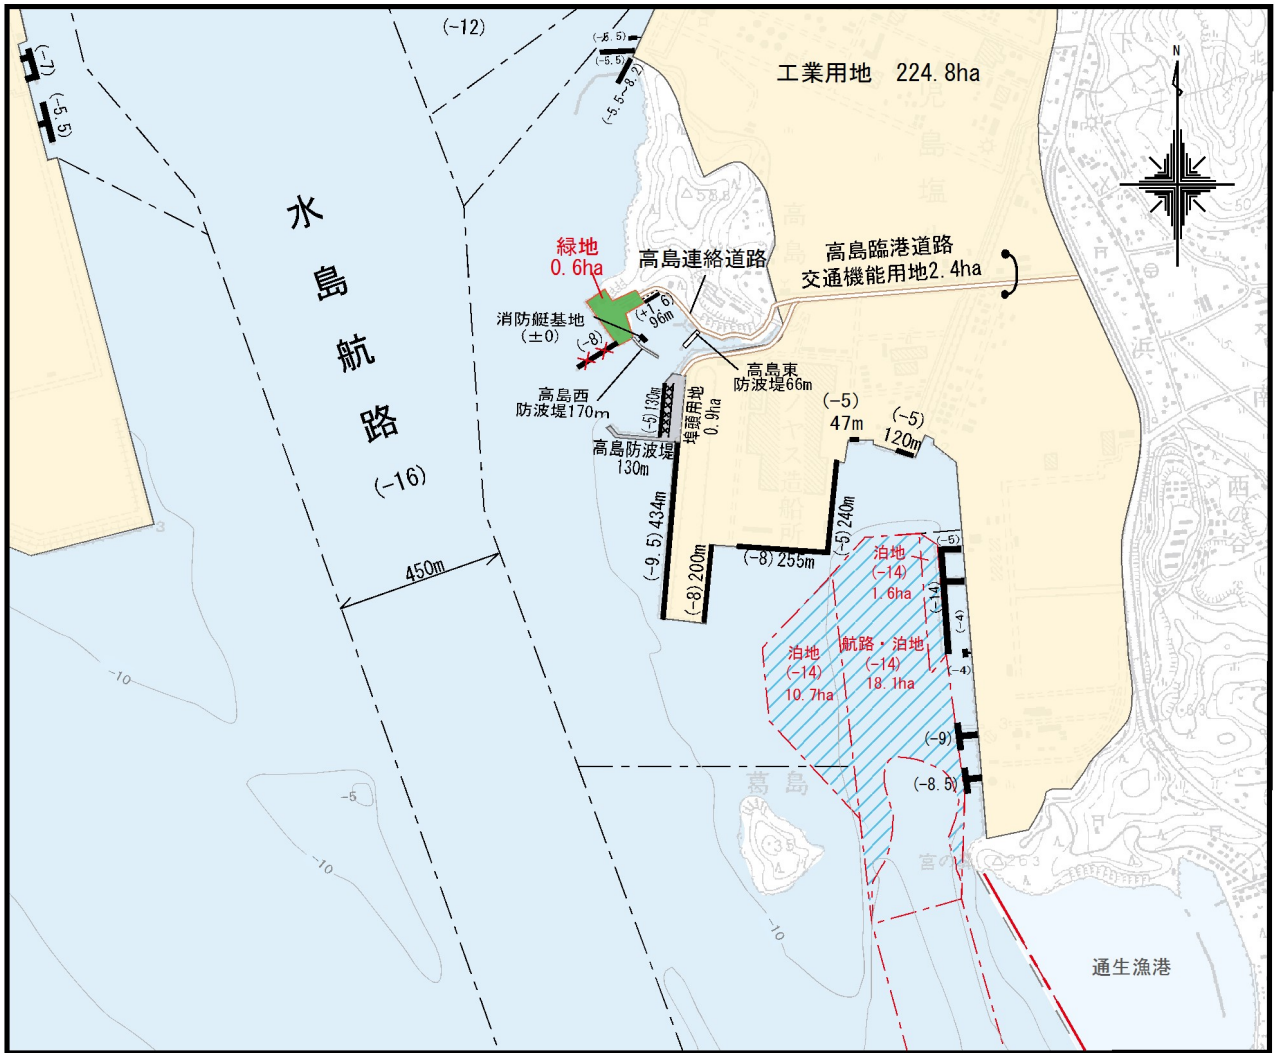 (-12)
(-5.5)
(-5.5)
(-5.5~8.2)
(-7)
(-5.5)
工業用地 224.8ha
N
水島航路
(-16)
450m
緑地
0.6ha
高島連絡道路
高島臨港道路
交通機能用地2.4ha
消防艇基地
(±0)
(-8)
(+1.6)
96m
高島西
防波堤170m
高島東
防波堤66m
(-5)130m
埠頭用地
0.9ha
高島防波堤
130m
(-5)
47m
(-5)
120m
(-9.5)434m
(-8)200m
(-8)255m
(-5)240m
泊地
(-14)
1.6ha
(-5)
(-14)
(-4)
(-4)
泊地
(-14)
10.7ha
航路・泊地
(-14)
18.1ha
(-9)
(-8.5)
葛島
35
-10
-5
-10
-10
通生漁港